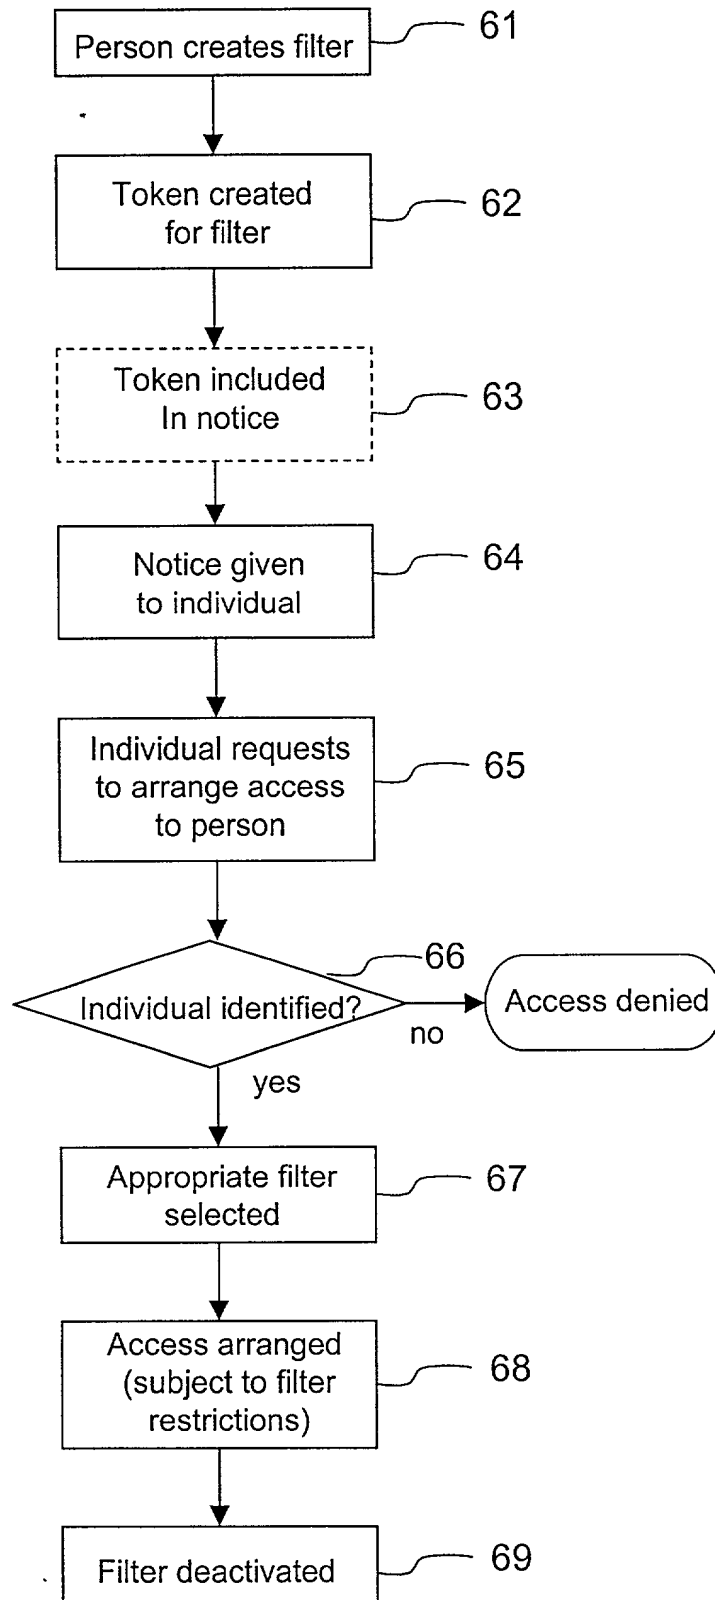 Person creates filter
61
Token created
for filter
62
Token included
In notice
63
Notice given
to individual
64
Individual requests
to arrange access
to person
65
66
Individual identified?
no
Access denied
yes
Appropriate filter
selected
67
Access arranged
(subject to filter
restrictions)
68
Filter deactivated
69